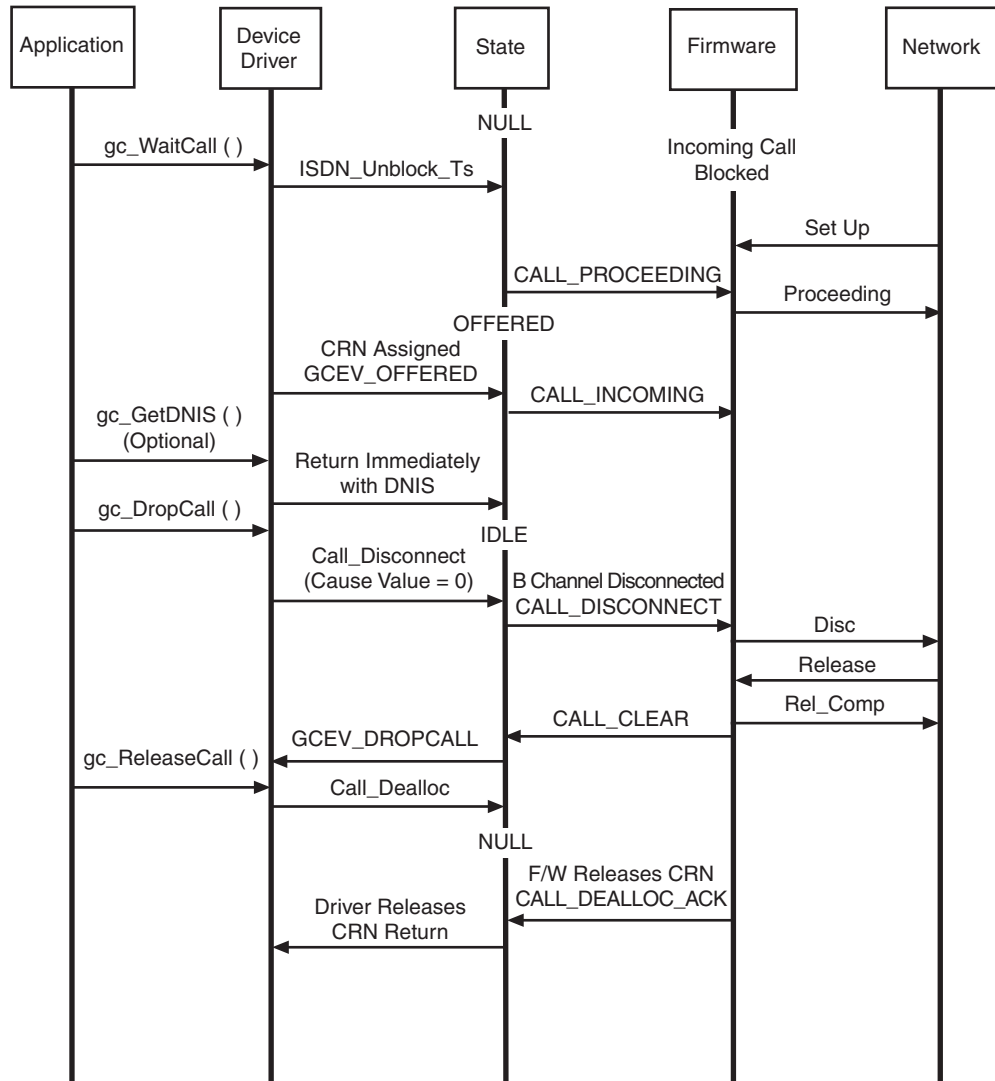 Application
Device
Driver
State
Firmware
Network
NULL
gc_WaitCall ( )
Incoming Call
Blocked
ISDN_Unblock_Ts
Set Up
CALL_PROCEEDING
Proceeding
OFFERED
CRN Assigned
GCEV_OFFERED
CALL_INCOMING
gc_GetDNIS ( )
(Optional)
Return Immediately
with DNIS
gc_DropCall ( )
IDLE
Call_Disconnect
(Cause Value = 0)
B Channel Disconnected
CALL_DISCONNECT
Disc
Release
Rel_Comp
CALL_CLEAR
GCEV_DROPCALL
gc_ReleaseCall ( )
Call_Dealloc
NULL
F/W Releases CRN
CALL_DEALLOC_ACK
Driver Releases
CRN Return